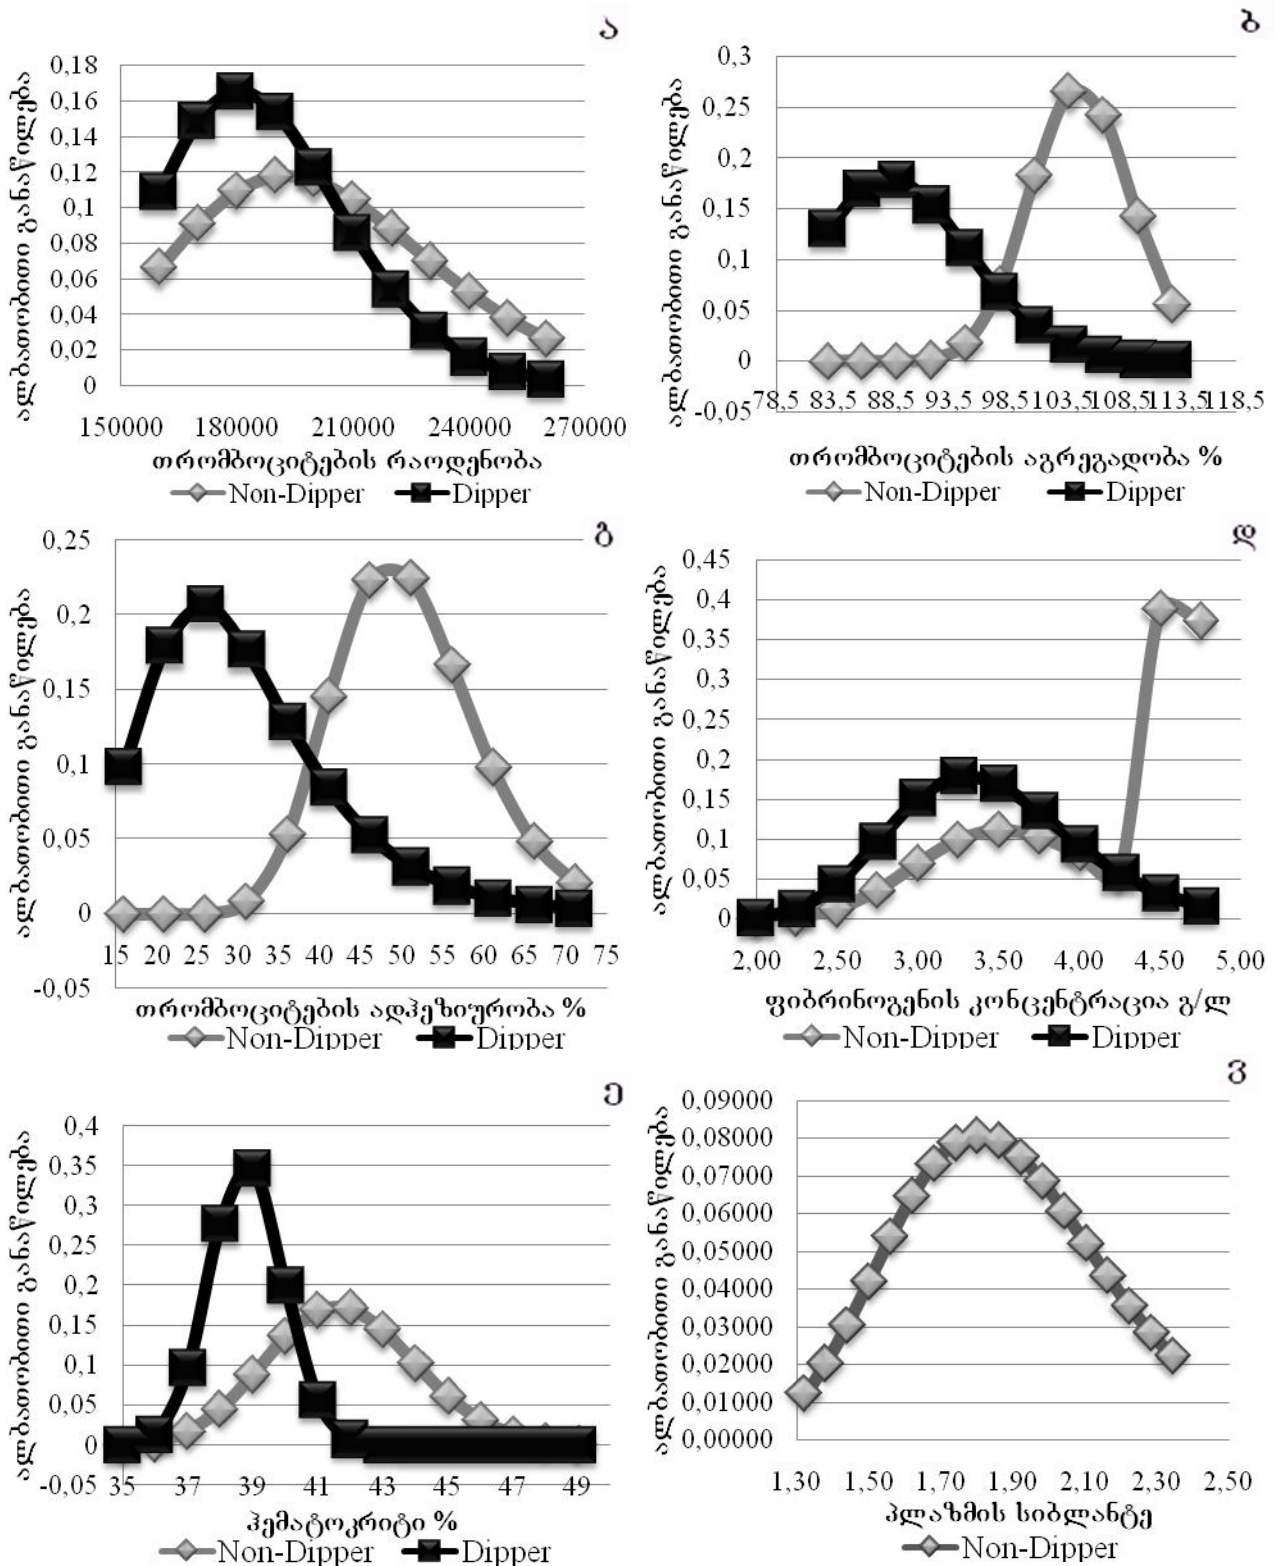 ა
ალბათობითი განაწილება
0,18
0,16
0,14
0,12
0,1
0,08
0,06
0,04
0,02
0
150000 180000 210000 240000 270000
თრომბოციტების რაოდენობა
Non-Dipper Dipper
ბ
ალბათობითი განაწილება
0,3
0,25
0,2
0,15
0,1
0,05
0
-0,05
78,5 83,5 88,5 93,5 98,5 103,5 108,5 113,5 118,5
თრომბოციტების აგრეგადობა %
Non-Dipper Dipper
გ
ალბათობითი განაწილება
0,25
0,2
0,15
0,1
0,05
0
-0,05
15 20 25 30 35 40 45 50 55 60 65 70 75
თრომბოციტების ადჰეზიურობა %
Non-Dipper Dipper
დ
ალბათობითი განაწილება
0,45
0,4
0,35
0,3
0,25
0,2
0,15
0,1
0,05
0
2,00 2,50 3,00 3,50 4,00 4,50 5,00
ფიბრინოგენის კონცენტრაცია გ/ლ
Non-Dipper Dipper
ე
ალბათობითი განაწილება
0,4
0,35
0,3
0,25
0,2
0,15
0,1
0,05
0
-0,05
35 37 39 41 43 45 47 49
ჰემატოკრიტი %
Non-Dipper Dipper
ვ
ალბათობითი განაწილება
0,09000
0,08000
0,07000
0,06000
0,05000
0,04000
0,03000
0,02000
0,01000
0,00000
1,30 1,50 1,70 1,90 2,10 2,30 2,50
პლაზმის სიბლანტე
Non-Dipper